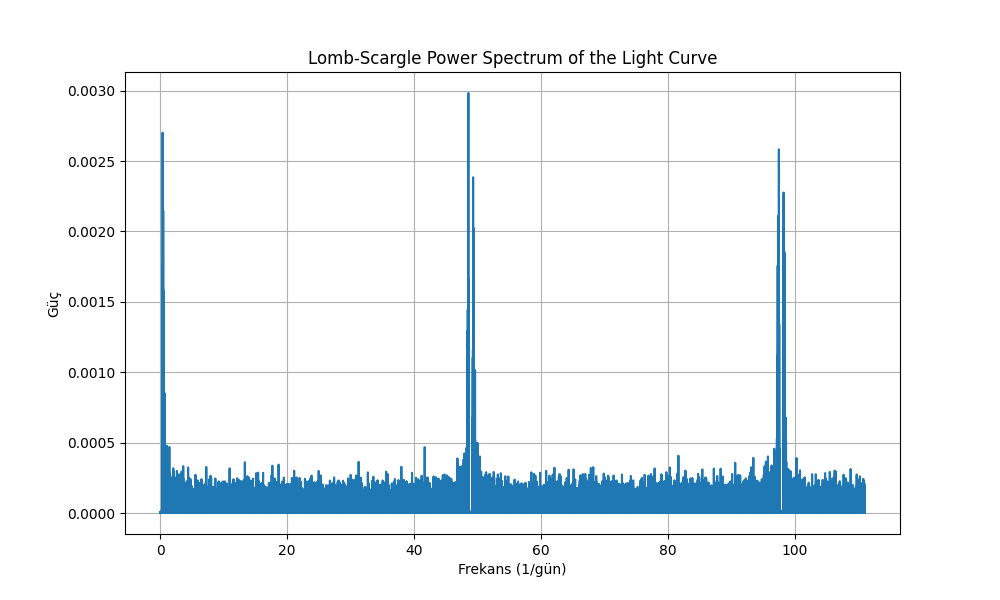 Lomb-Scargle Power Spectrum of the Light Curve
0.0030
0.0025
0.0020
0.0015
0.0010
0.0005
0.0000
Güç
0 20 40 60 80 100
Frekans (1/gün)